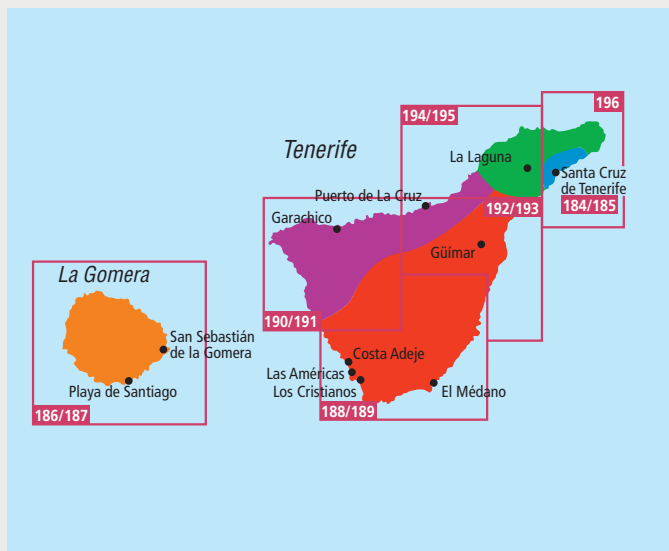 196
194/195
Tenerife
La Laguna
Santa Cruz
de Tenerife
Puerto de La Cruz
192/193
184/185
Garachico
Güímar
La Gomera
190/191
San Sebastián
de la Gomera
Costa Adeje
Las Américas
Los Cristianos
El Médano
Playa de Santiago
186/187
188/189